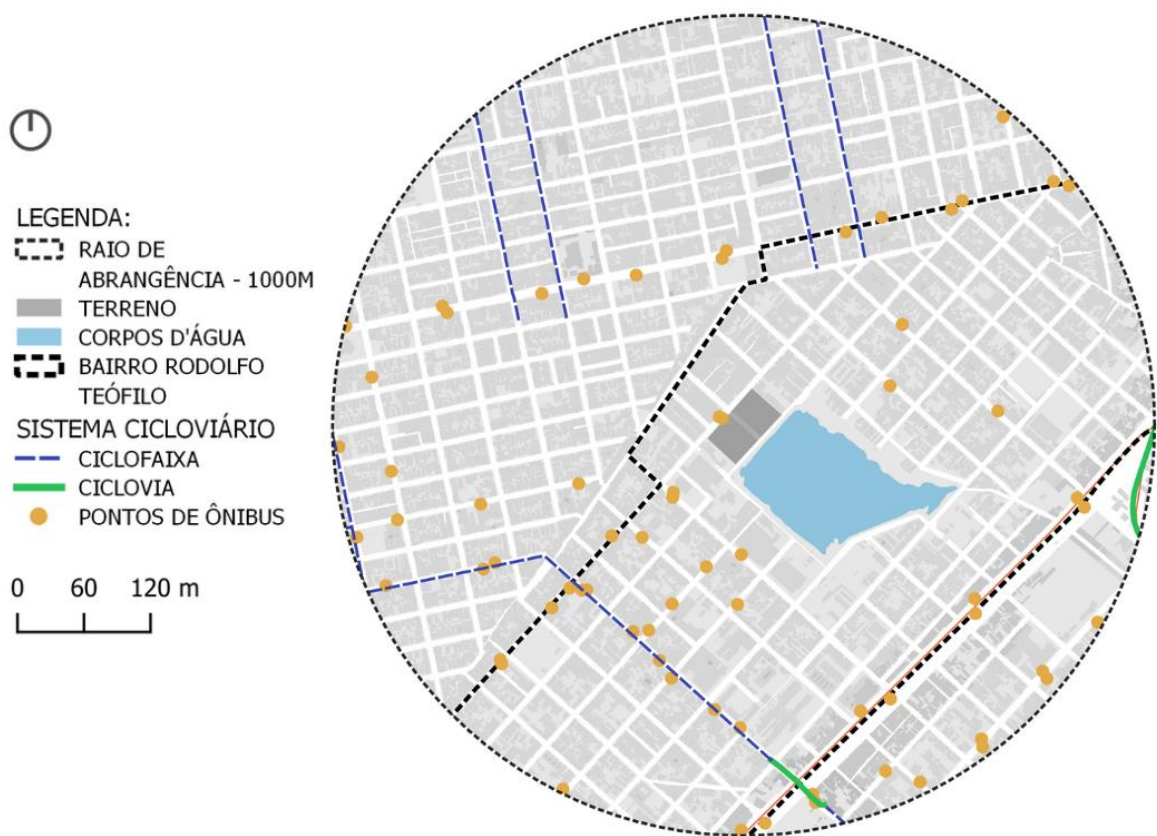 LEGENDA:
RAIO DE
ABRANGÊNCIA - 1000M
TERRENO
CORPOS D'ÁGUA
BAIRRO RODOLFO
TEÓFILO
SISTEMA CICLOVIÁRIO
CICLOFAIXA
CICLOVIA
PONTOS DE ÔNIBUS
0 60 120 m